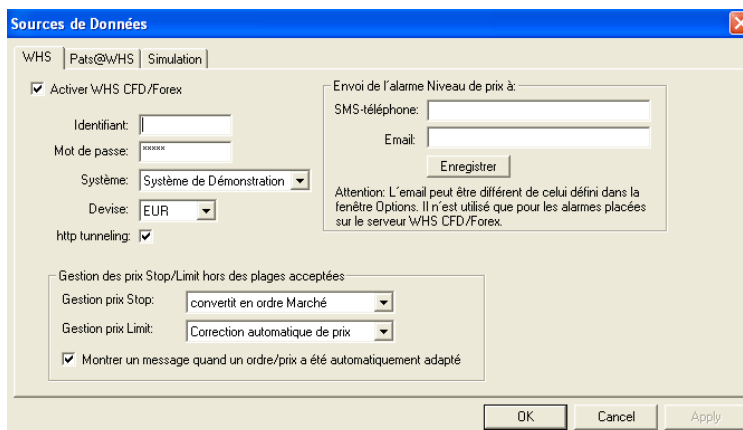 Sources de Données
WHS Pats@WHS Simulation
Activer WHS CFD/Forex
Identifiant:
Mot de passe: *****
Système: Système de Démonstration
Devise: EUR
http tunneling:
Envoi de l´alarme Niveau de prix à:
SMS-téléphone:
Email:
Enregistrer
Attention: L´email peut être différent de celui défini dans la
fenêtre Options. Il n´est utilisé que pour les alarmes placées
sur le serveur WHS CFD/Forex.
Gestion des prix Stop/Limit hors des plages acceptées
Gestion prix Stop: convertit en ordre Marché
Gestion prix Limit: Correction automatique de prix
Montrer un message quand un ordre/prix a été automatiquement adapté
OK Cancel Apply